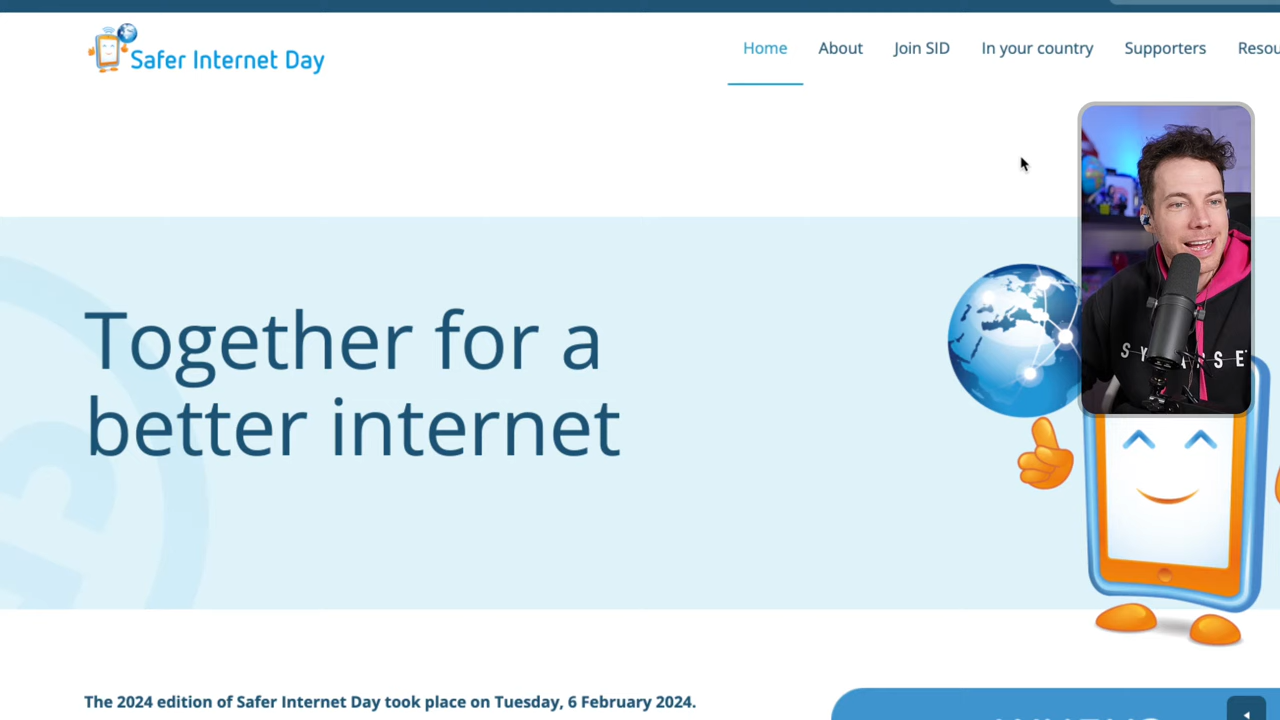 Safer Internet Day
Home
About
Join SID
In your country
Supporters
Together for a
better internet
The 2024 edition of Safer Internet Day took place on Tuesday, 6 February 2024.